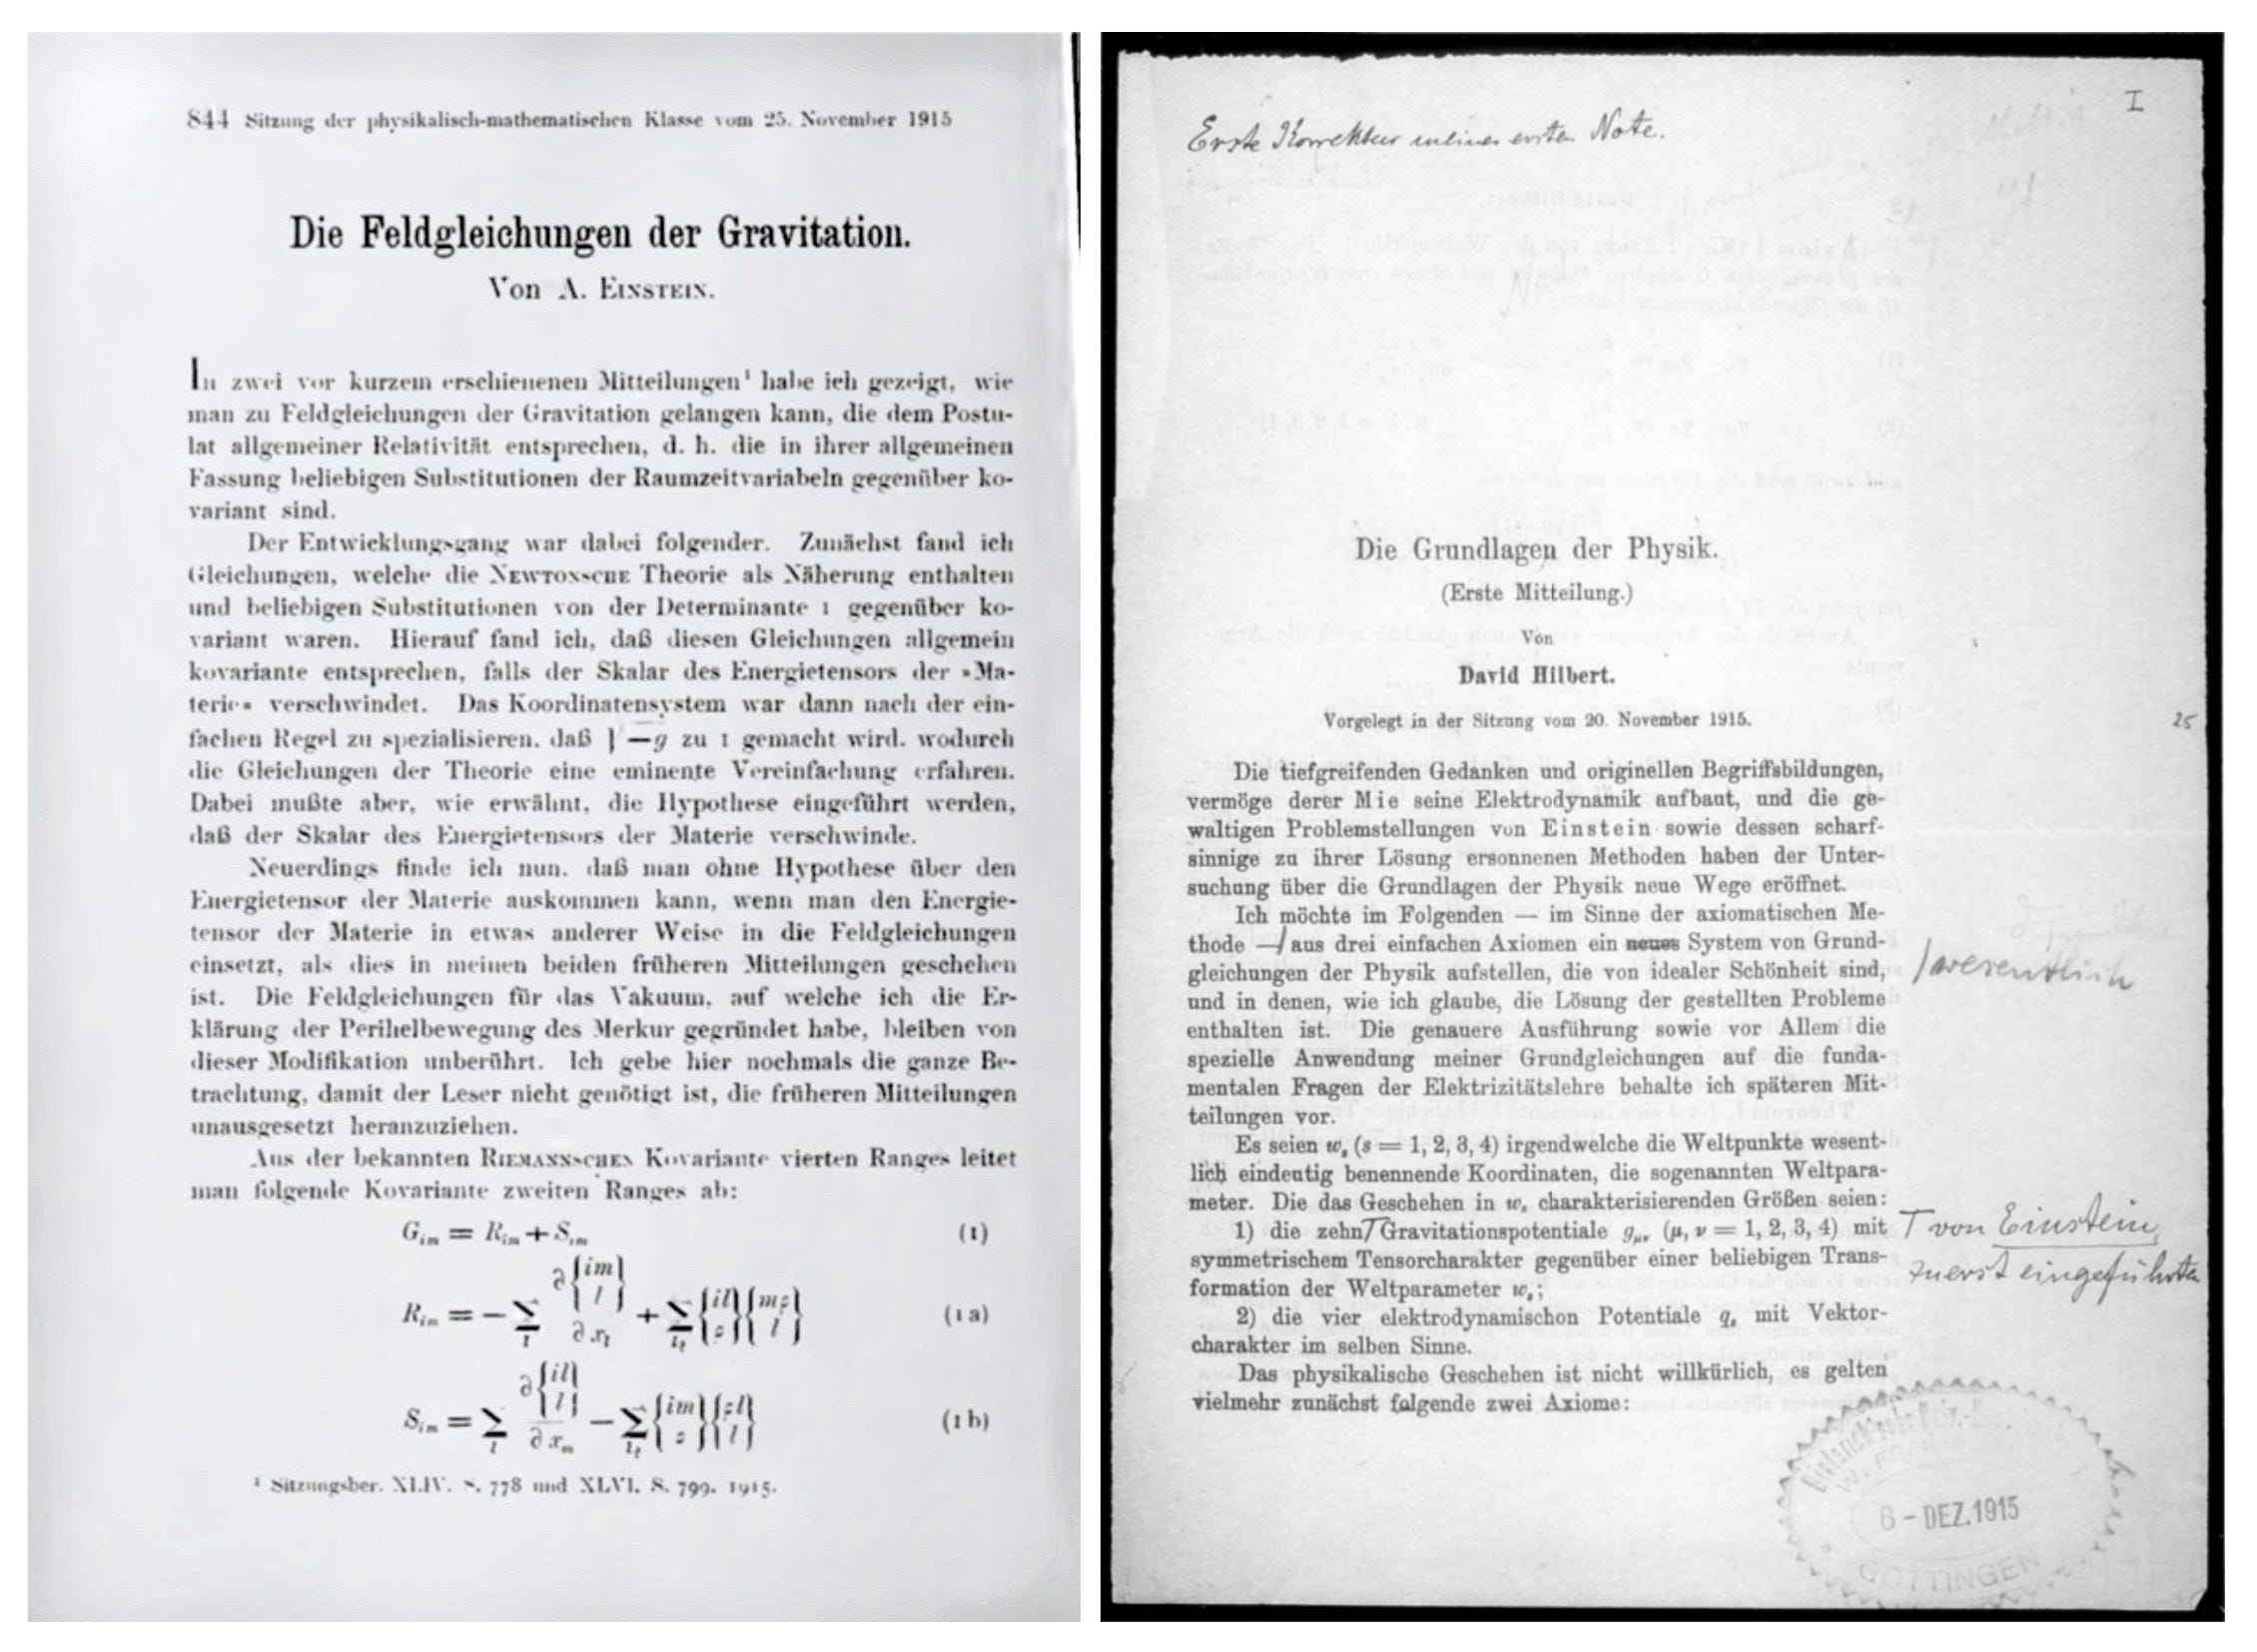 844 Sitzung der physikalisch-mathematischen Klasse vom 25. November 1915
Die Feldgleichungen der Gravitation.
Von A. Einstein.
In zwei vor kurzem erschienenen Mitteilungen¹ habe ich gezeigt, wie
man zu Feldgleichungen der Gravitation gelangen kann, die dem Postu-
lat allgemeiner Relativität entsprechen, d. h. die in ihrer allgemeinen
Fassung beliebigen Substitutionen der Raumzeitvariabeln gegenüber ko-
variant sind.
Der Entwicklungsgang war dabei folgender. Zunächst fand ich
Gleichungen, welche die Newtonsche Theorie als Näherung enthalten
und beliebigen Substitutionen von der Determinante 1 gegenüber ko-
variant waren. Hierauf fand ich, daß diesen Gleichungen allgemein
kovariante entsprechen, falls der Skalar des Energietensors der »Ma-
terie« verschwindet. Das Koordinatensystem war dann nach der ein-
fachen Regel zu spezialisieren, daß √−g zu 1 gemacht wird, wodurch
die Gleichungen der Theorie eine eminente Vereinfachung erfahren.
Dabei mußte aber, wie erwähnt, die Hypothese eingeführt werden,
daß der Skalar des Energietensors der Materie verschwinde.
Neuerdings finde ich nun, daß man ohne Hypothese über den
Energietensor der Materie auskommen kann, wenn man den Energie-
tensor der Materie in etwas anderer Weise in die Feldgleichungen
einsetzt, als dies in meinen beiden früheren Mitteilungen geschehen
ist. Die Feldgleichungen für das Vakuum, auf welche ich die Er-
klärung der Perihelbewegung des Merkur gegründet habe, bleiben von
dieser Modifikation unberührt. Ich gebe hier nochmals die ganze Be-
trachtung, damit der Leser nicht genötigt ist, die früheren Mitteilungen
unausgesetzt heranzuziehen.
Aus der bekannten Riemannschen Kovariante vierten Ranges leitet
man folgende Kovariante zweiten Ranges ab:
G_im = R_im + S_im (1)
R_im = − ∑_l ∂{im l}/∂x_l + ∑_lρ {il ρ}{mρ l} (1a)
S_im = ∑_l ∂{il l}/∂x_m − ∑_lρ {im ρ}{ρl l} (1b)
¹ Sitzungsber. XLIV, S. 778 und XLVI, S. 799. 1915.
I
Erste Korrektur meiner ersten Note.
Die Grundlagen der Physik.
(Erste Mitteilung.)
Von
David Hilbert.
Vorgelegt in der Sitzung vom 20. November 1915.
25
Die tiefgreifenden Gedanken und originellen Begriffsbildungen,
vermöge derer Mie seine Elektrodynamik aufbaut, und die ge-
waltigen Problemstellungen von Einstein sowie dessen scharf-
sinnige zu ihrer Lösung ersonnenen Methoden haben der Unter-
suchung über die Grundlagen der Physik neue Wege eröffnet.
Ich möchte im Folgenden — im Sinne der axiomatischen Me-
thode — aus drei einfachen Axiomen ein neues System von Grund-
gleichungen der Physik aufstellen, die von idealer Schönheit sind,
/wesentlich
und in denen, wie ich glaube, die Lösung der gestellten Probleme
enthalten ist. Die genauere Ausführung sowie vor Allem die
spezielle Anwendung meiner Grundgleichungen auf die funda-
mentalen Fragen der Elektrizitätslehre behalte ich späteren Mit-
teilungen vor.
Es seien w_s (s = 1, 2, 3, 4) irgendwelche die Weltpunkte wesent-
lich eindeutig benennende Koordinaten, die sogenannten Weltpara-
meter. Die das Geschehen in w_s charakterisierenden Größen seien:
1) die zehn Gravitationspotentiale g_μν (μ, ν = 1, 2, 3, 4) mit
symmetrischem Tensorcharakter gegenüber einer beliebigen Trans-
formation der Weltparameter w_s;
von Einstein
zuerst eingeführten
2) die vier elektrodynamischon Potentiale q_s mit Vektor-
charakter im selben Sinne.
Das physikalische Geschehen ist nicht willkürlich, es gelten
vielmehr zunächst folgende zwei Axiome:
6 - DEZ. 1915
GÖTTINGEN